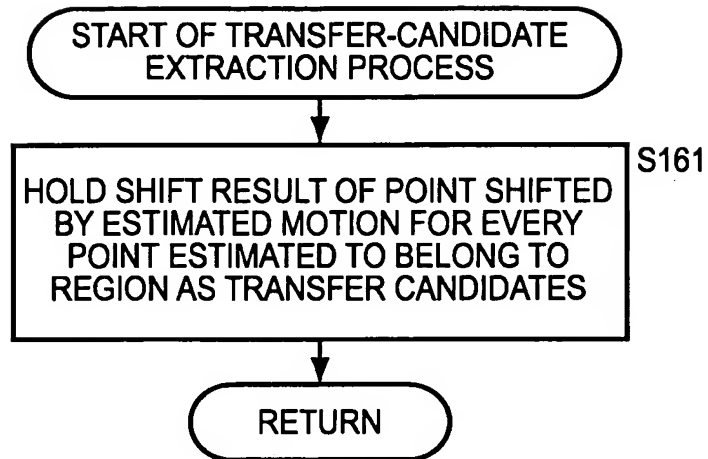 START OF TRANSFER-CANDIDATE
EXTRACTION PROCESS
S161
HOLD SHIFT RESULT OF POINT SHIFTED
BY ESTIMATED MOTION FOR EVERY
POINT ESTIMATED TO BELONG TO
REGION AS TRANSFER CANDIDATES
RETURN